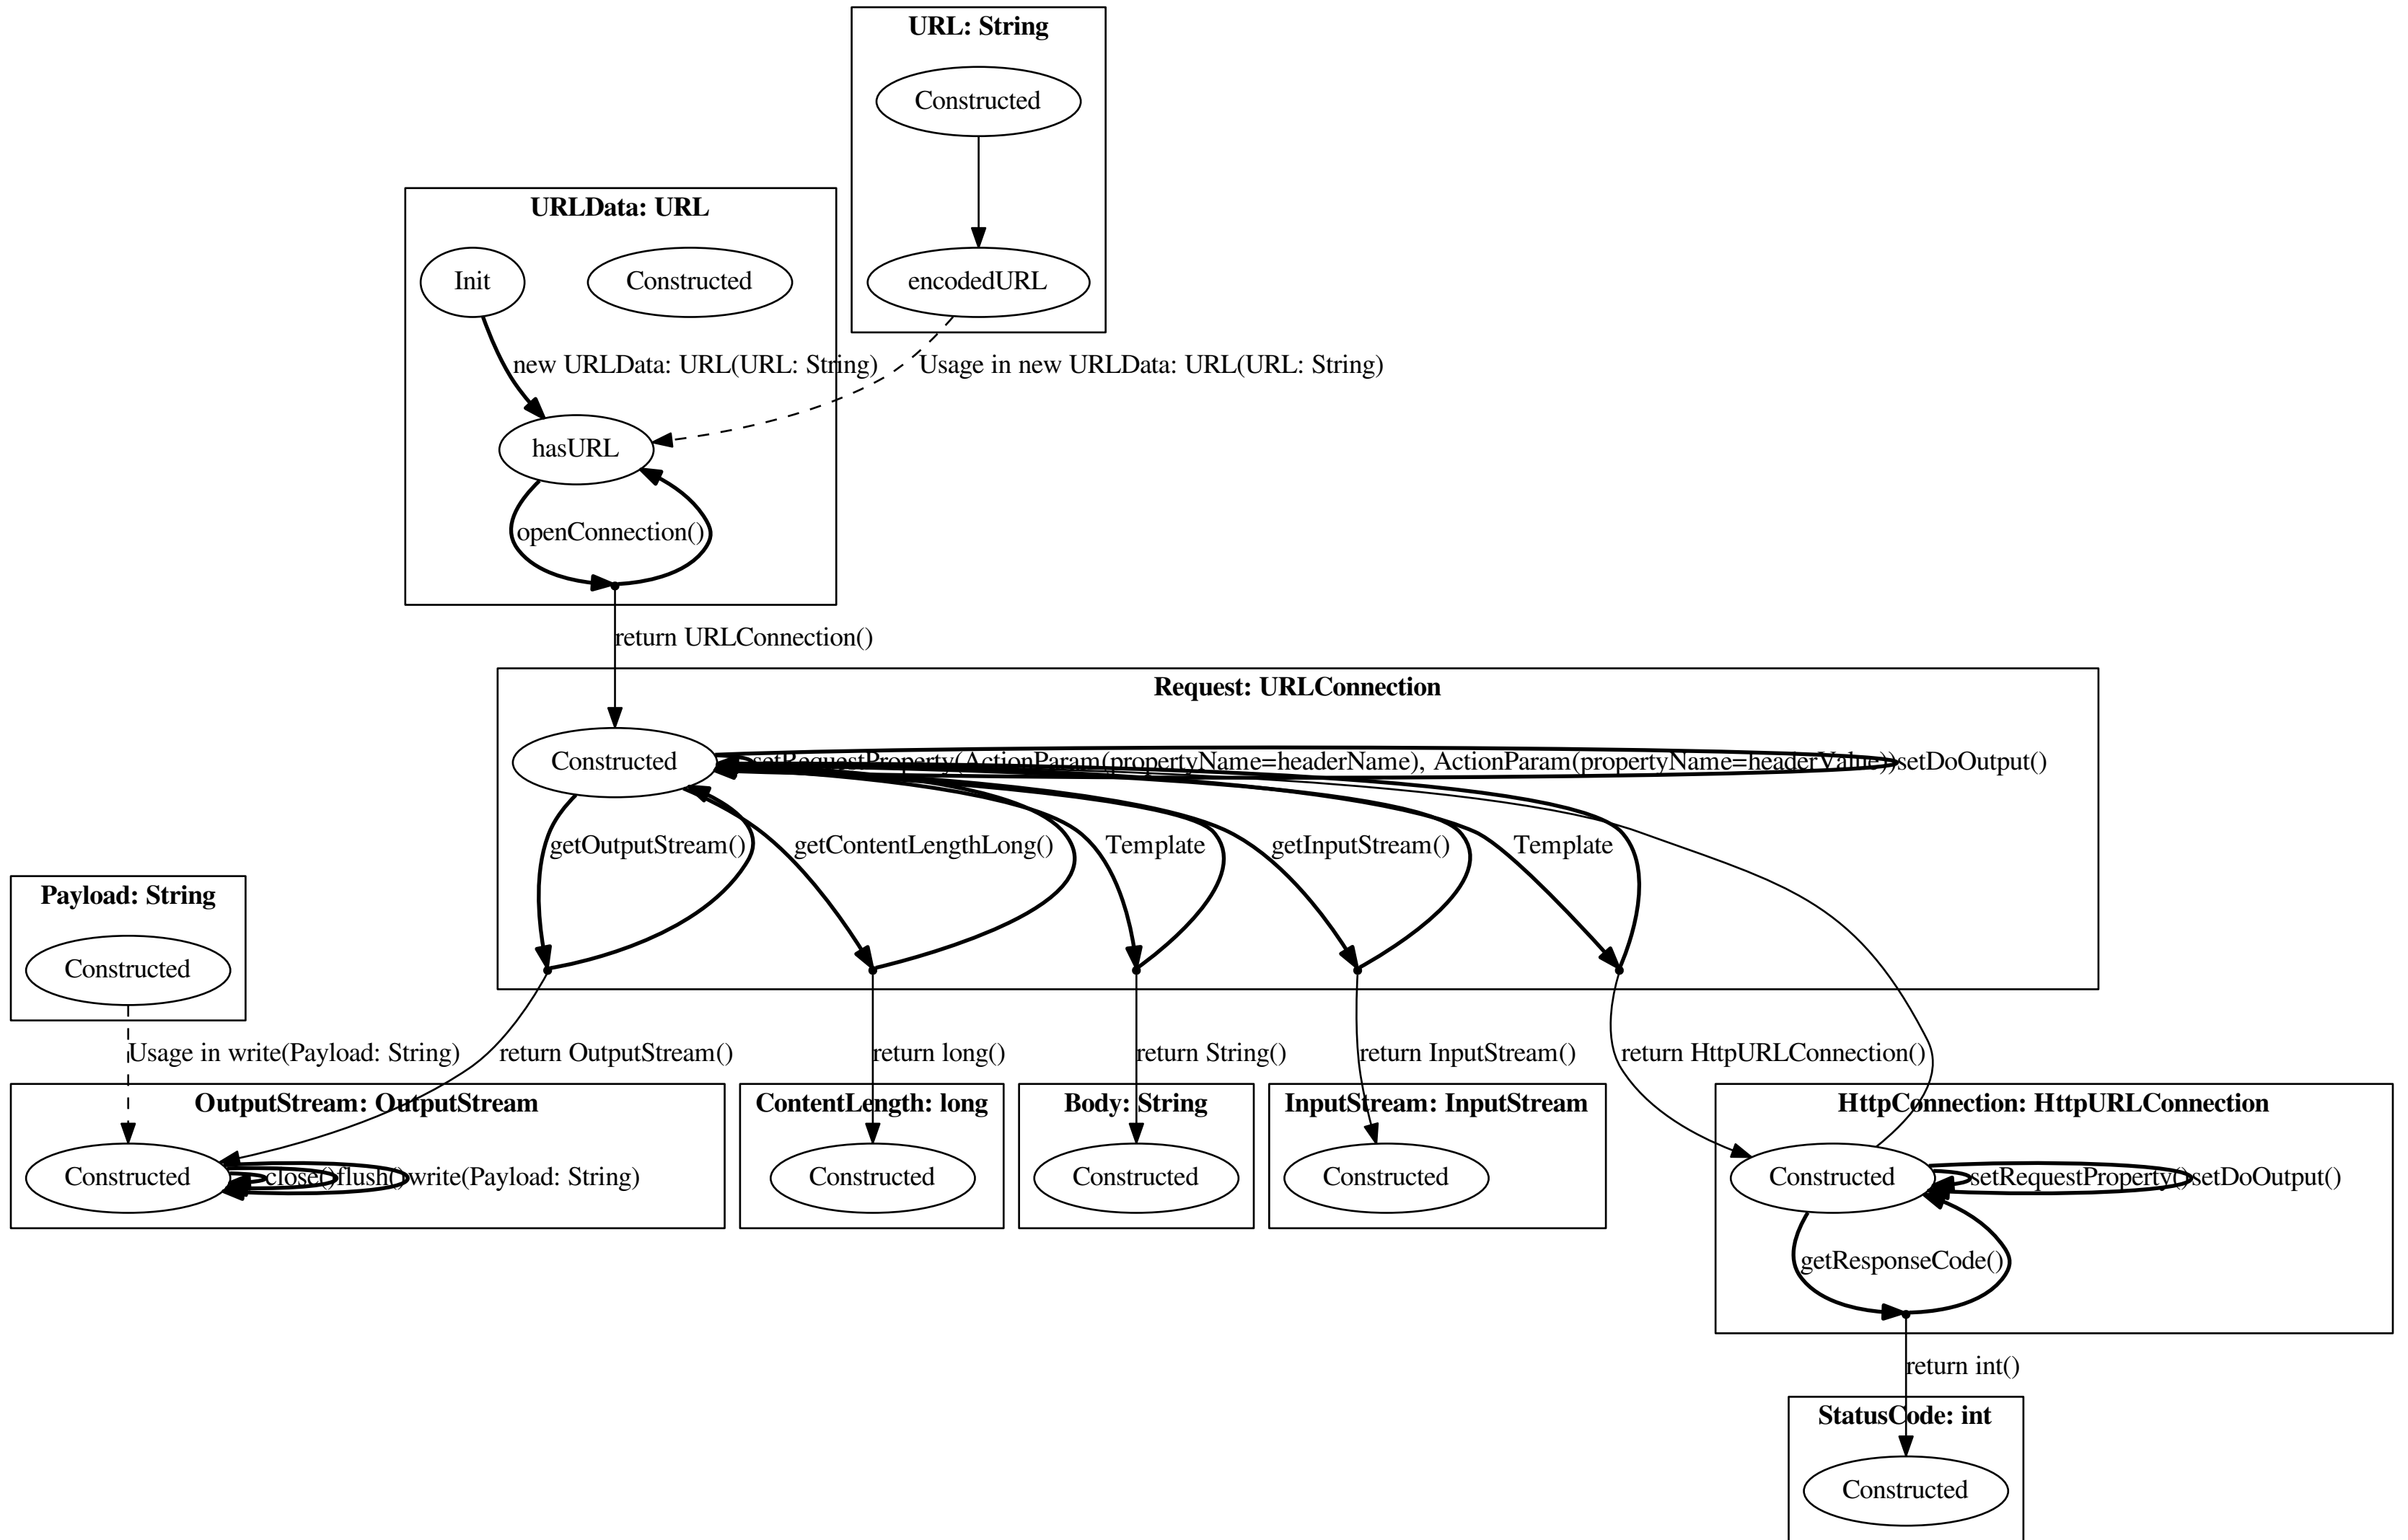 URL: String
Constructed
URLData: URL
Init
Constructed
encodedURL
new URLData: URL(URL: String)
Usage in new URLData: URL(URL: String)
hasURL
openConnection()
return URLConnection()
Request: URLConnection
Constructed
setRequestProperty(ActionParam(propertyName=headerName), ActionParam(propertyName=headerValue))
setDoOutput()
getOutputStream()
getContentLengthLong()
Template
getInputStream()
Template
Payload: String
Constructed
Usage in write(Payload: String)
return OutputStream()
return long()
return String()
return InputStream()
return HttpURLConnection()
OutputStream: OutputStream
ContentLength: long
Body: String
InputStream: InputStream
HttpConnection: HttpURLConnection
Constructed
close()
flush()
write(Payload: String)
Constructed
Constructed
Constructed
Constructed
setRequestProperty()
setDoOutput()
getResponseCode()
return int()
StatusCode: int
Constructed